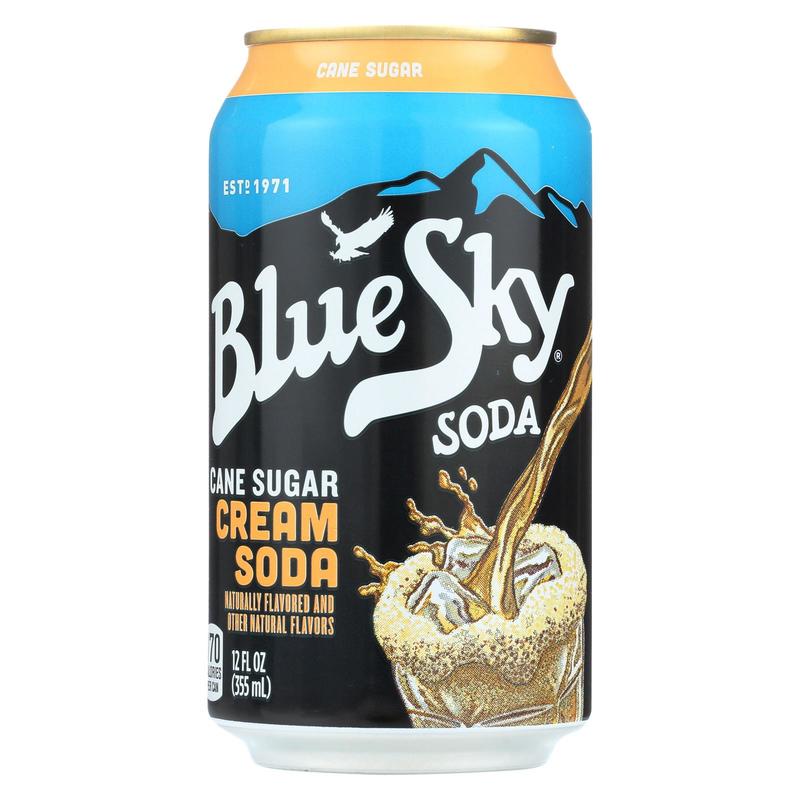 CANE SUGAR
ESTD 1971
Blue Sky®
SODA
CANE SUGAR
CREAM
SODA
NATURALLY FLAVORED AND
OTHER NATURAL FLAVORS
12 FL OZ
(355 mL)